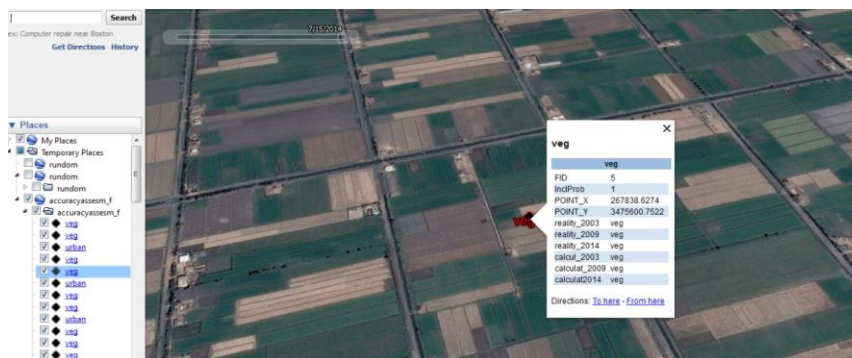 Search
ex: Computer repair near Boston
Get Directions History
▼ Places
My Places
Temporary Places
rundom
rundom
rundom
accuracyassesm_f
accuracyassesm_f
veg
veg
urban
veg
veg
urban
veg
veg
urban
veg
veg
veg
7/15/2014
veg
veg
veg
FID 5
InclProb 1
POINT_X 267838.6274
POINT_Y 3475600.7522
reality_2003 veg
reality_2009 veg
reality_2014 veg
calcul_2003 veg
calculat_2009 veg
calculat2014 veg
Directions: To here - From here